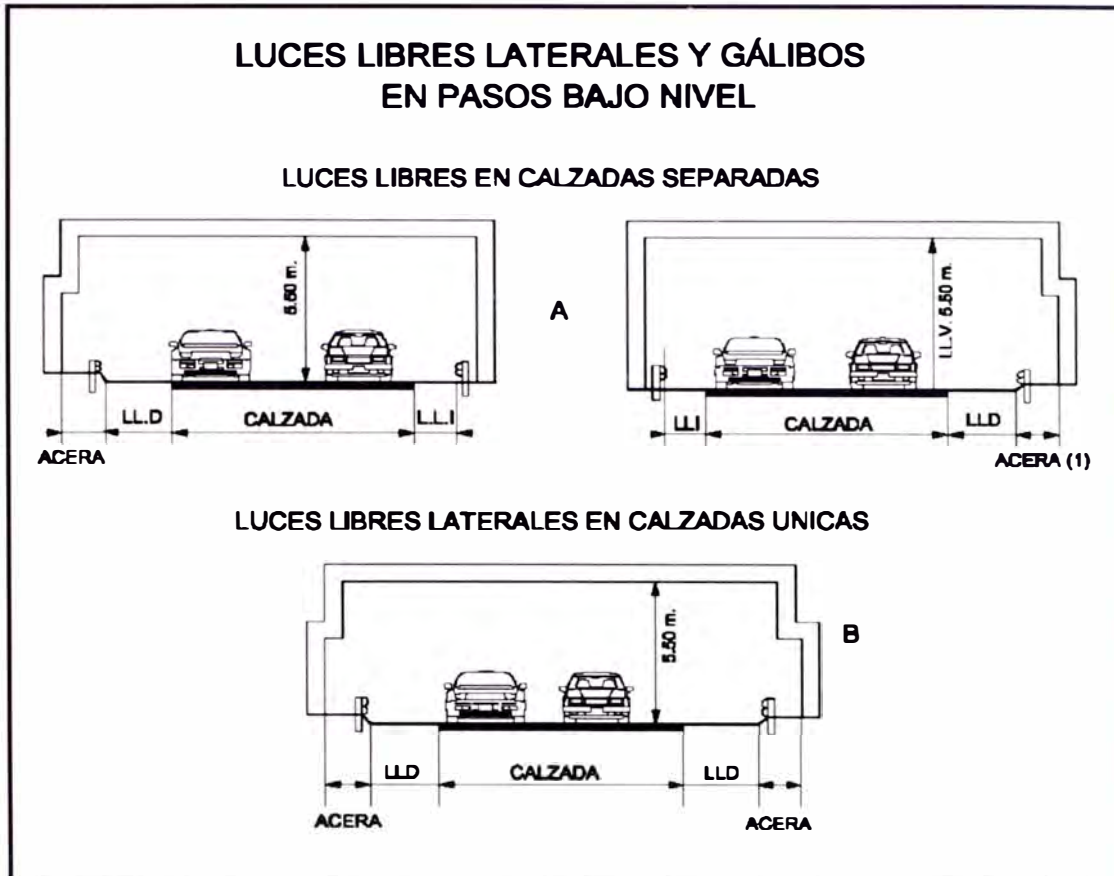 LUCES LIBRES LATERALES Y GÁLIBOS
EN PASOS BAJO NIVEL
LUCES LIBRES EN CALZADAS SEPARADAS
5.50 m.
LL.D
CALZADA
L.L.I
ACERA
A
LL.V. 5.50 m.
LLI
CALZADA
LLD
ACERA (1)
LUCES LIBRES LATERALES EN CALZADAS UNICAS
5.50 m.
B
LLD
CALZADA
LLD
ACERA
ACERA